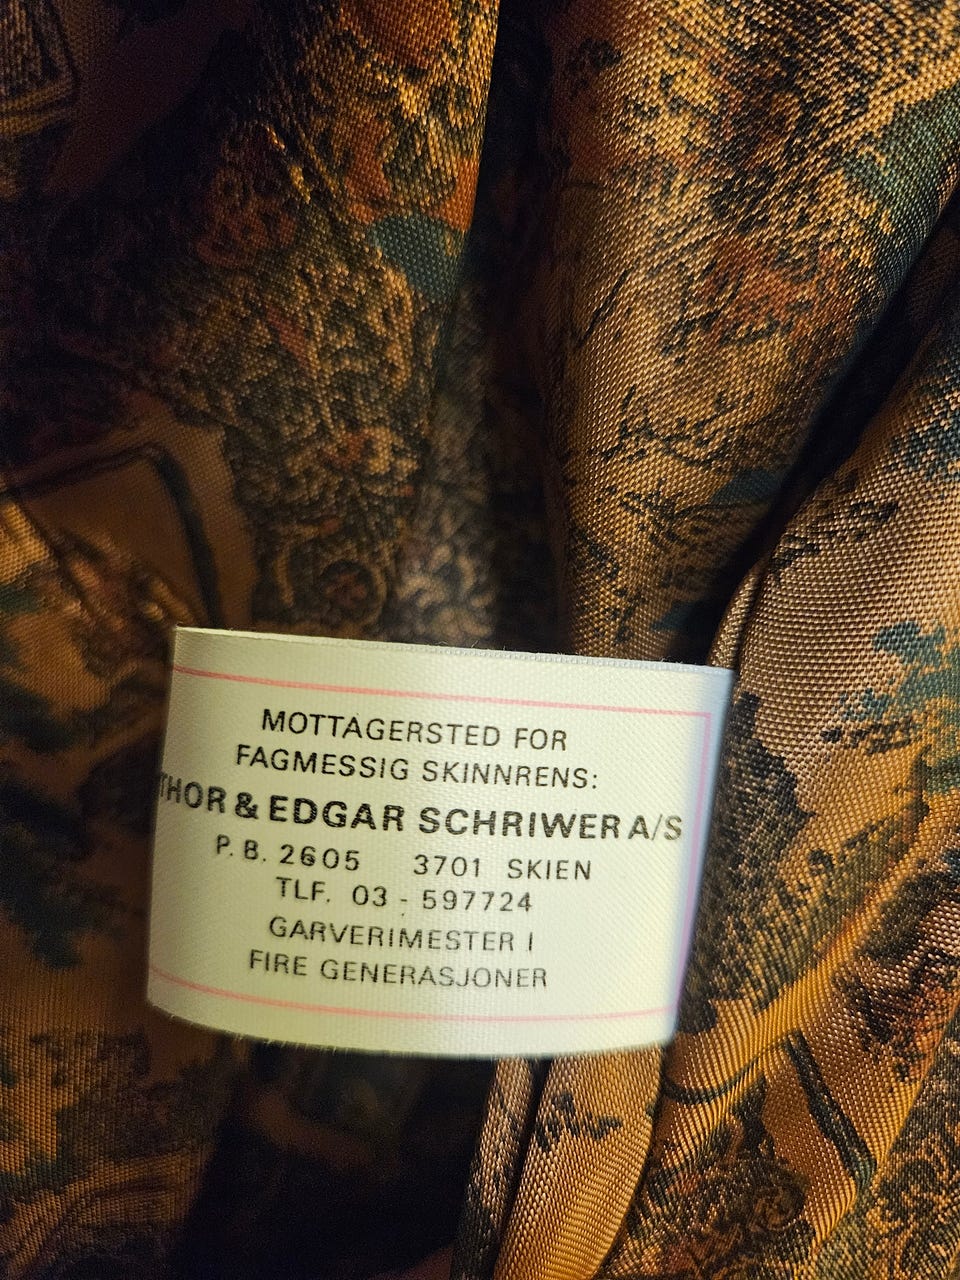 MOTTAGERSTED FOR
FAGMESSIG SKINNRENS:
THOR & EDGAR SCHRIWER A/S
P.B. 2605 3701 SKIEN
TLF. 03 - 597724
GARVERIMESTER I
FIRE GENERASJONER